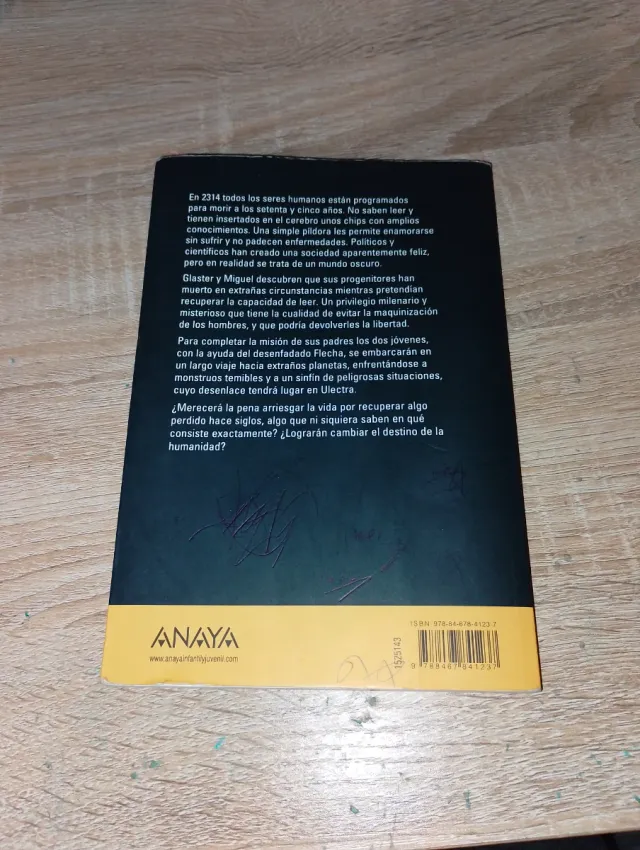 En 2314 todos los seres humanos están programados
para morir a los setenta y cinco años. No saben leer y
tienen insertados en el cerebro unos chips con amplios
conocimientos. Una simple píldora les permite enamorarse
sin sufrir y no padecen enfermedades. Políticos y
científicos han creado una sociedad aparentemente feliz,
pero en realidad se trata de un mundo oscuro.
Glaster y Miguel descubren que sus progenitores han
muerto en extrañas circunstancias mientras pretendían
recuperar la capacidad de leer. Un privilegio milenario y
misterioso que tiene la cualidad de evitar la maquinización
de los hombres, y que podría devolverles la libertad.
Para completar la misión de sus padres los dos jóvenes,
con la ayuda del desenfadado Flecha, se embarcarán en
un largo viaje hacia extraños planetas, enfrentándose a
monstruos temibles y a un sinfín de peligrosas situaciones,
cuyo desenlace tendrá lugar en Ulectra.
¿Merecerá la pena arriesgar la vida por recuperar algo
perdido hace siglos, algo que ni siquiera saben en qué
consiste exactamente? ¿Lograrán cambiar el destino de la
humanidad?
ANAYA
www.anayainfantilyjuvenil.com
1525143
ISBN 978-84-678-4123-7
9 788467 841237